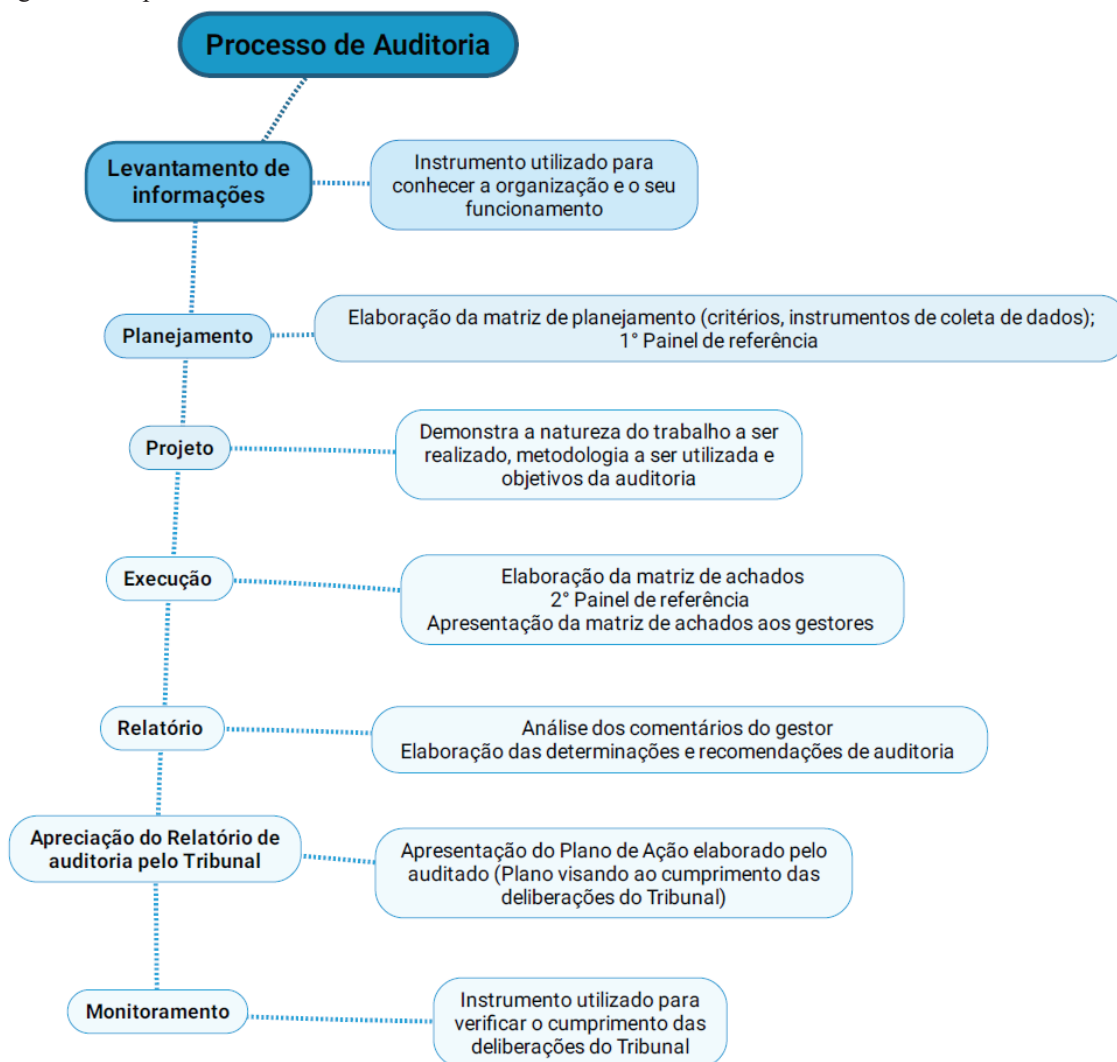 Processo de Auditoria
Levantamento de
informações
Instrumento utilizado para
conhecer a organização e o seu
funcionamento
Planejamento
Elaboração da matriz de planejamento (critérios, instrumentos de coleta de dados);
1° Painel de referência
Projeto
Demonstra a natureza do trabalho a ser
realizado, metodologia a ser utilizada e
objetivos da auditoria
Execução
Elaboração da matriz de achados
2° Painel de referência
Apresentação da matriz de achados aos gestores
Relatório
Análise dos comentários do gestor
Elaboração das determinações e recomendações de auditoria
Apreciação do Relatório de
auditoria pelo Tribunal
Apresentação do Plano de Ação elaborado pelo
auditado (Plano visando ao cumprimento das
deliberações do Tribunal)
Monitoramento
Instrumento utilizado para
verificar o cumprimento das
deliberações do Tribunal